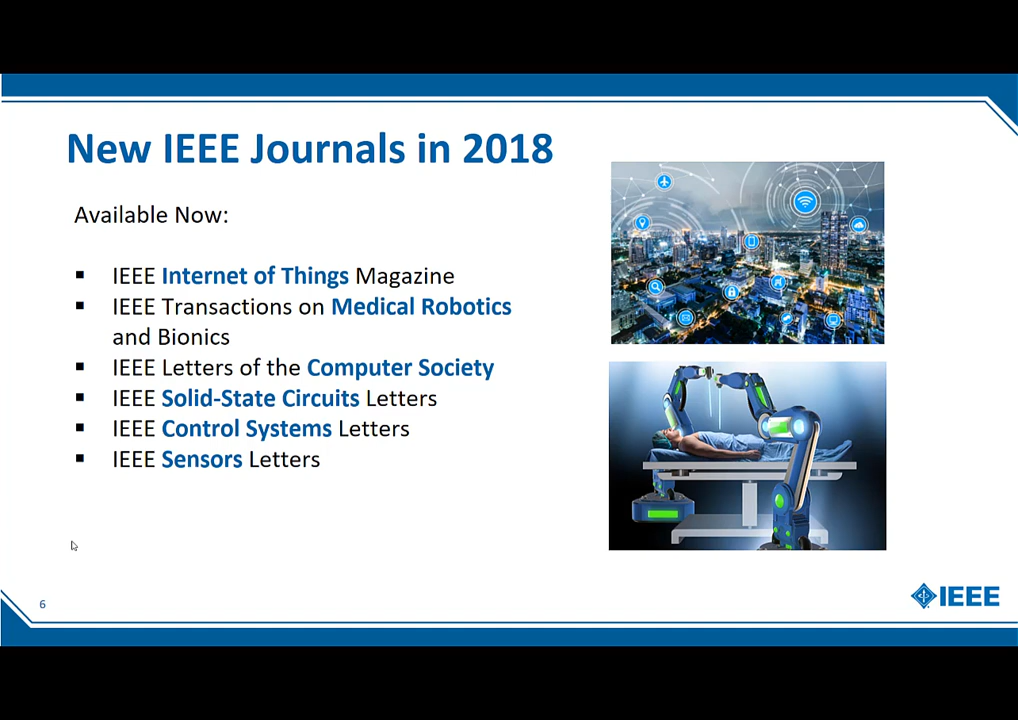 New IEEE Journals in 2018
Available Now:
▪ IEEE Internet of Things Magazine
▪ IEEE Transactions on Medical Robotics
and Bionics
▪ IEEE Letters of the Computer Society
▪ IEEE Solid-State Circuits Letters
▪ IEEE Control Systems Letters
▪ IEEE Sensors Letters
6
IEEE